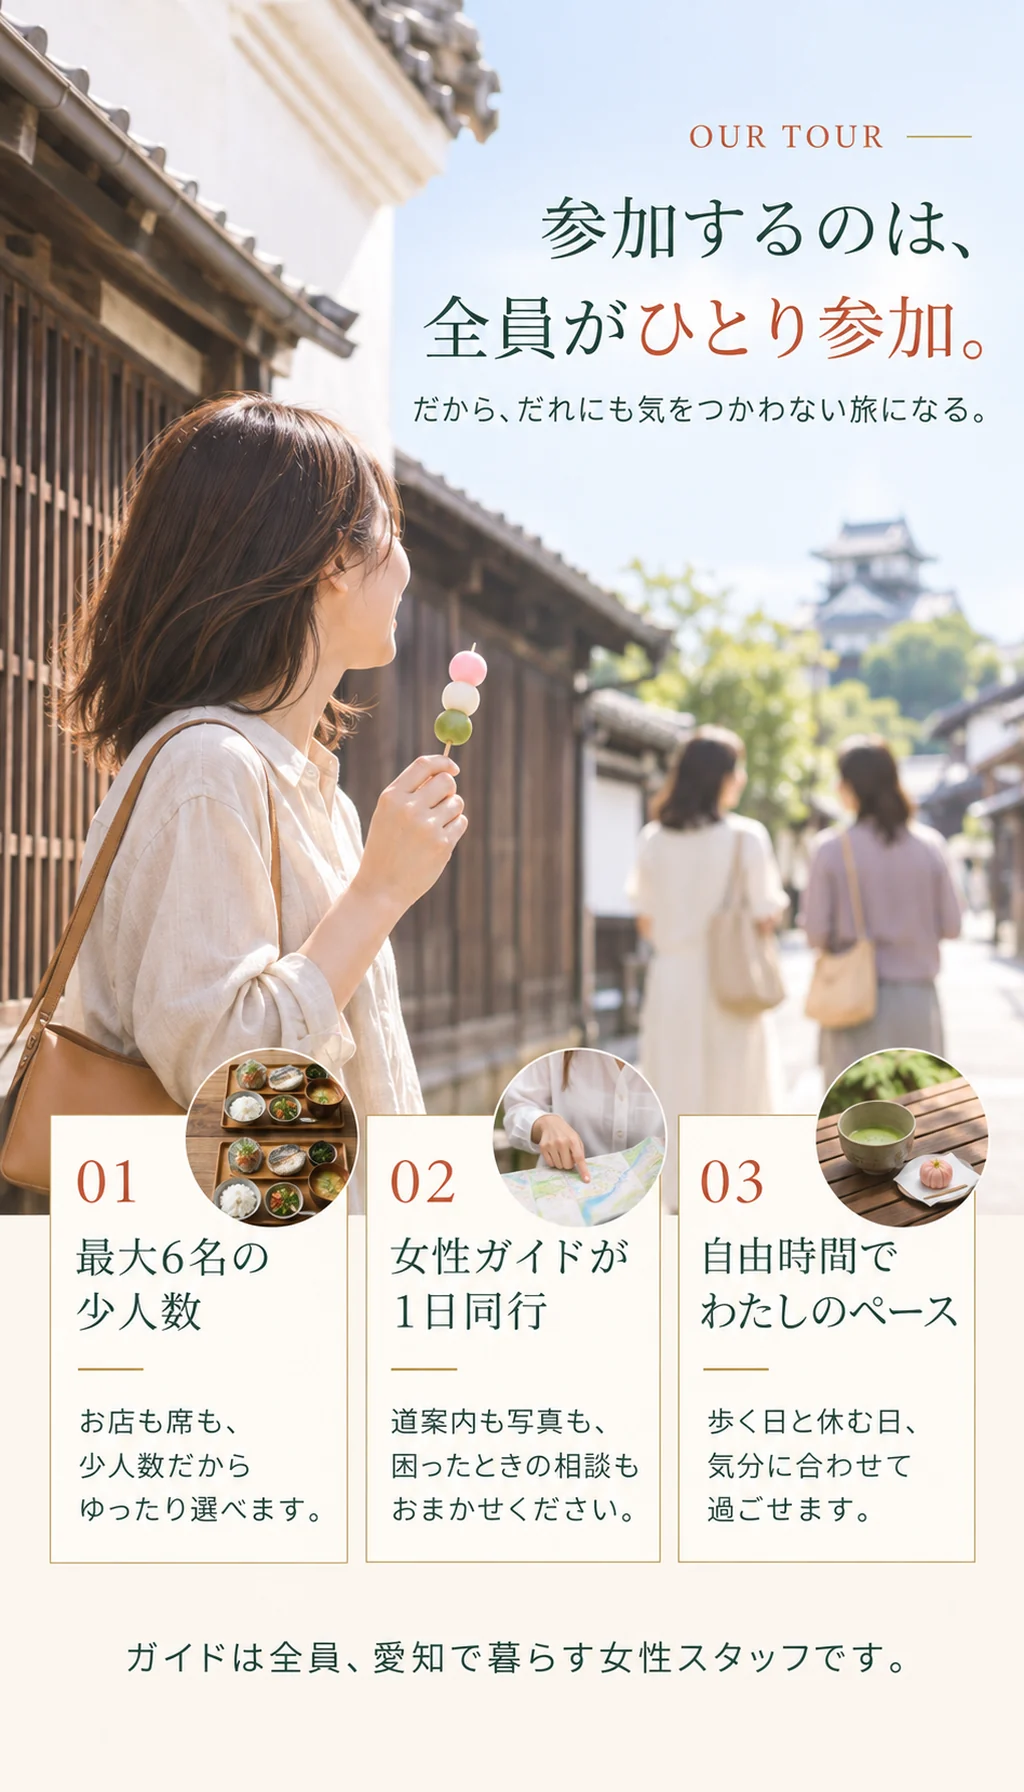 OUR TOUR
参加するのは、
全員がひとり参加。
だから、だれにも気をつかわない旅になる。
01
最大6名の
少人数
お店も席も、
少人数だから
ゆったり選べます。
02
女性ガイドが
1日同行
道案内も写真も、
困ったときの相談も
おまかせください。
03
自由時間で
わたしのペース
歩く日と休む日、
気分に合わせて
過ごせます。
ガイドは全員、愛知で暮らす女性スタッフです。